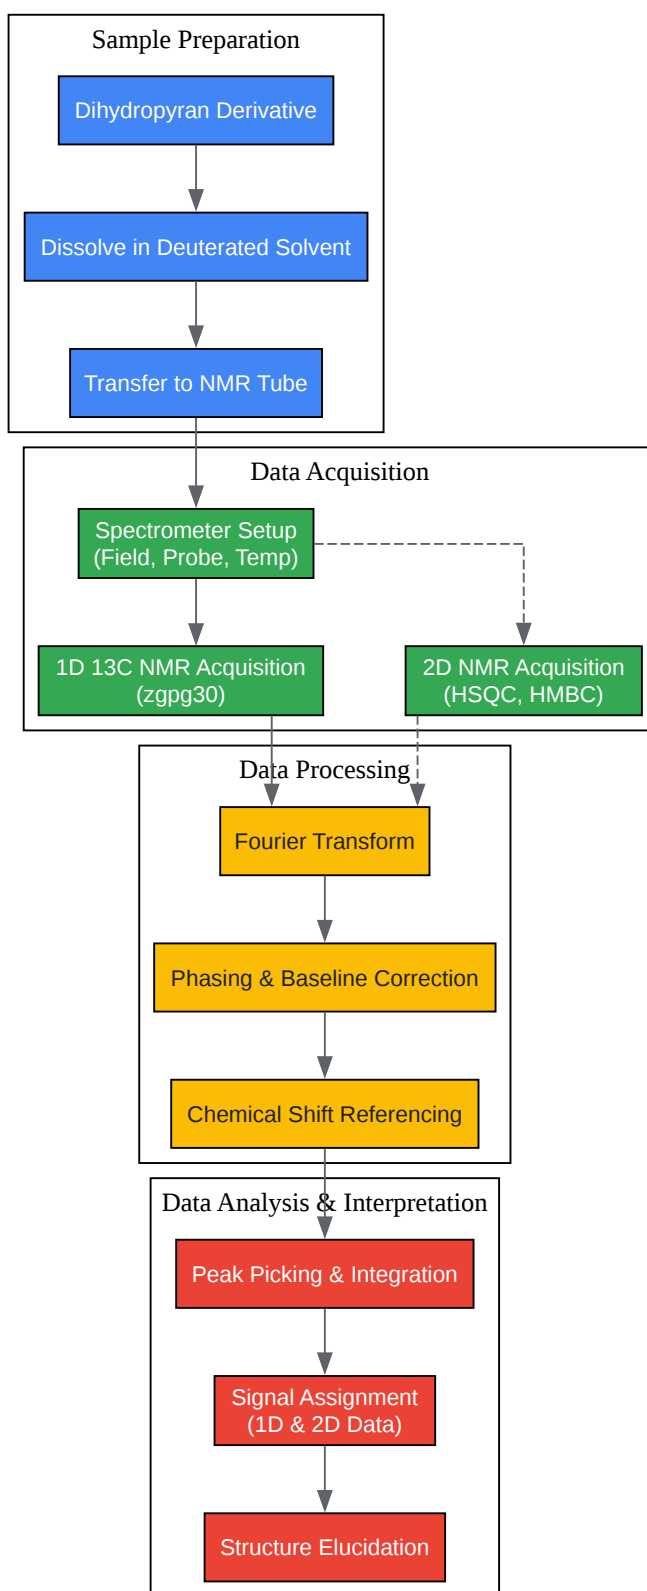 Sample Preparation
Dihydropyran Derivative
Dissolve in Deuterated Solvent
Transfer to NMR Tube
Data Acquisition
Spectrometer Setup
(Field, Probe, Temp)
1D 13C NMR Acquisition
(zgpg30)
2D NMR Acquisition
(HSQC, HMBC)
Data Processing
Fourier Transform
Phasing & Baseline Correction
Chemical Shift Referencing
Data Analysis & Interpretation
Peak Picking & Integration
Signal Assignment
(1D & 2D Data)
Structure Elucidation